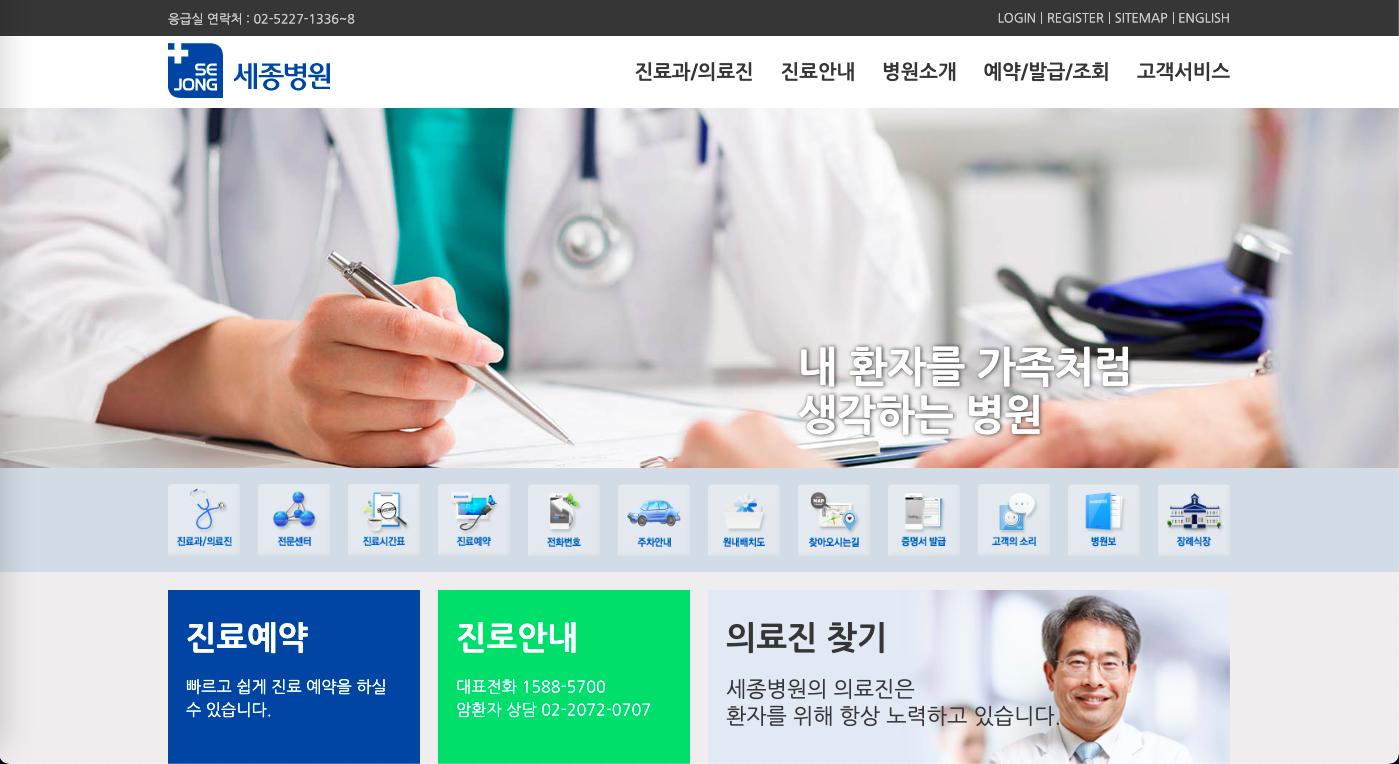 응급실 연락처 : 02-5227-1336~8
LOGIN | REGISTER | SITEMAP | ENGLISH
SE
JONG
세종병원
진료과/의료진 진료안내 병원소개 예약/발급/조회 고객서비스
내 환자를 가족처럼
생각하는 병원
진료과/의료진 전문센터 진료시간표 진료예약 전화번호 주차안내 원내배치도 찾아오시는길 증명서 발급 고객의 소리 병원보 장례식장
MAP
진료예약
빠르고 쉽게 진료 예약을 하실
수 있습니다.
진로안내
대표전화 1588-5700
암환자 상담 02-2072-0707
의료진 찾기
세종병원의 의료진은
환자를 위해 항상 노력하고 있습니다.